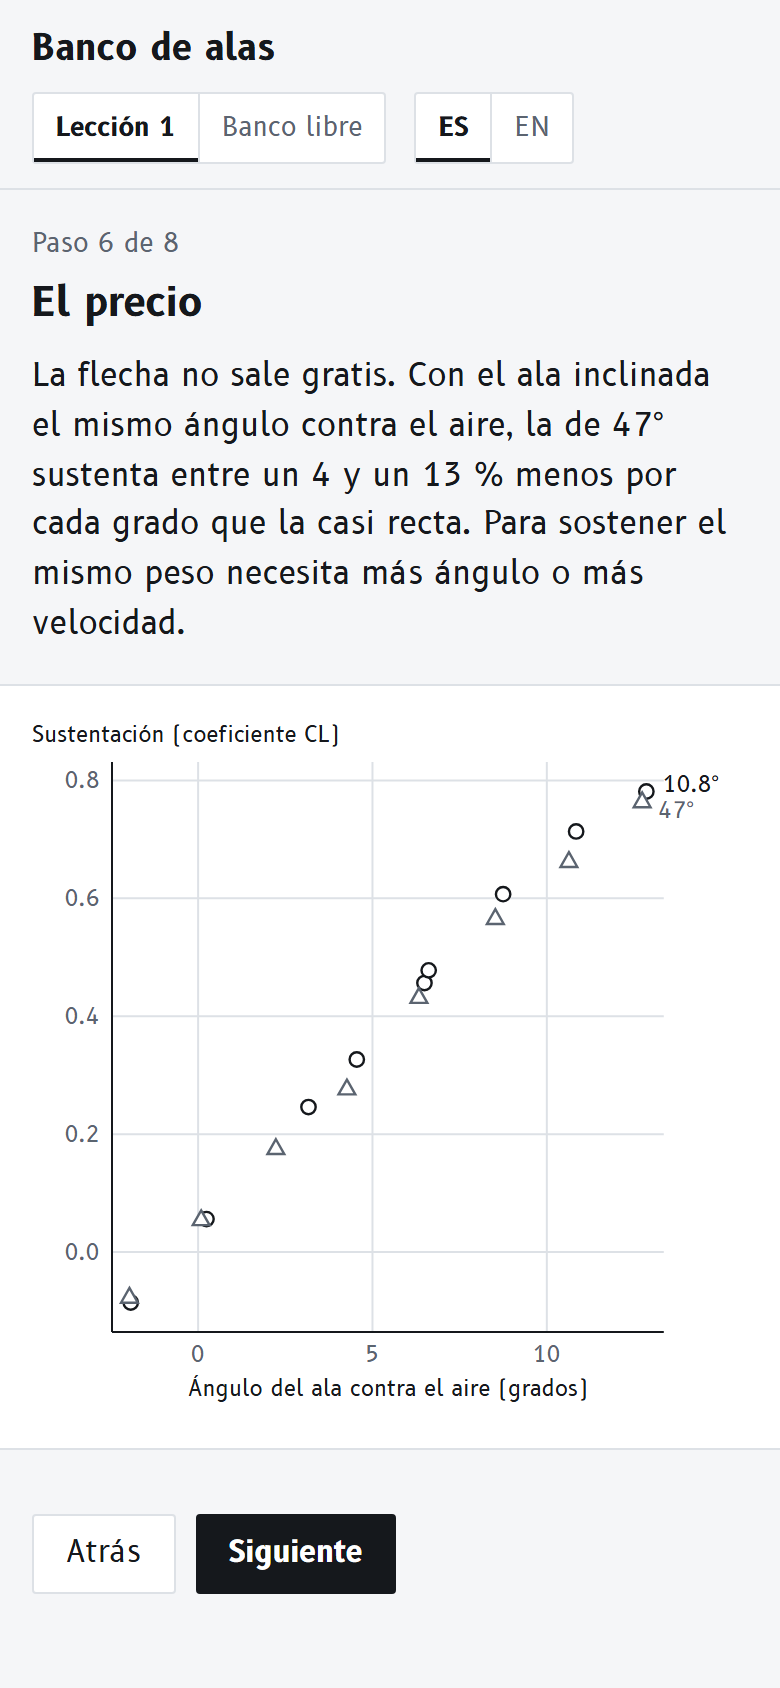 Banco de alas
Lección 1
Banco libre
ES
EN
Paso 6 de 8
El precio
La flecha no sale gratis. Con el ala inclinada
el mismo ángulo contra el aire, la de 47°
sustenta entre un 4 y un 13 % menos por
cada grado que la casi recta. Para sostener el
mismo peso necesita más ángulo o más
velocidad.
Sustentación (coeficiente CL)
0.8
0.6
0.4
0.2
0.0
10.8°
47°
0
5
10
Ángulo del ala contra el aire (grados)
Atrás
Siguiente